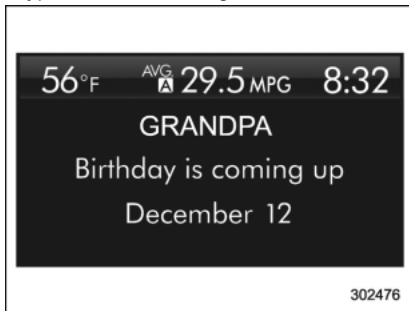 56°F AVG A 29.5 MPG 8:32
GRANDPA
Birthday is coming up
December 12
302476